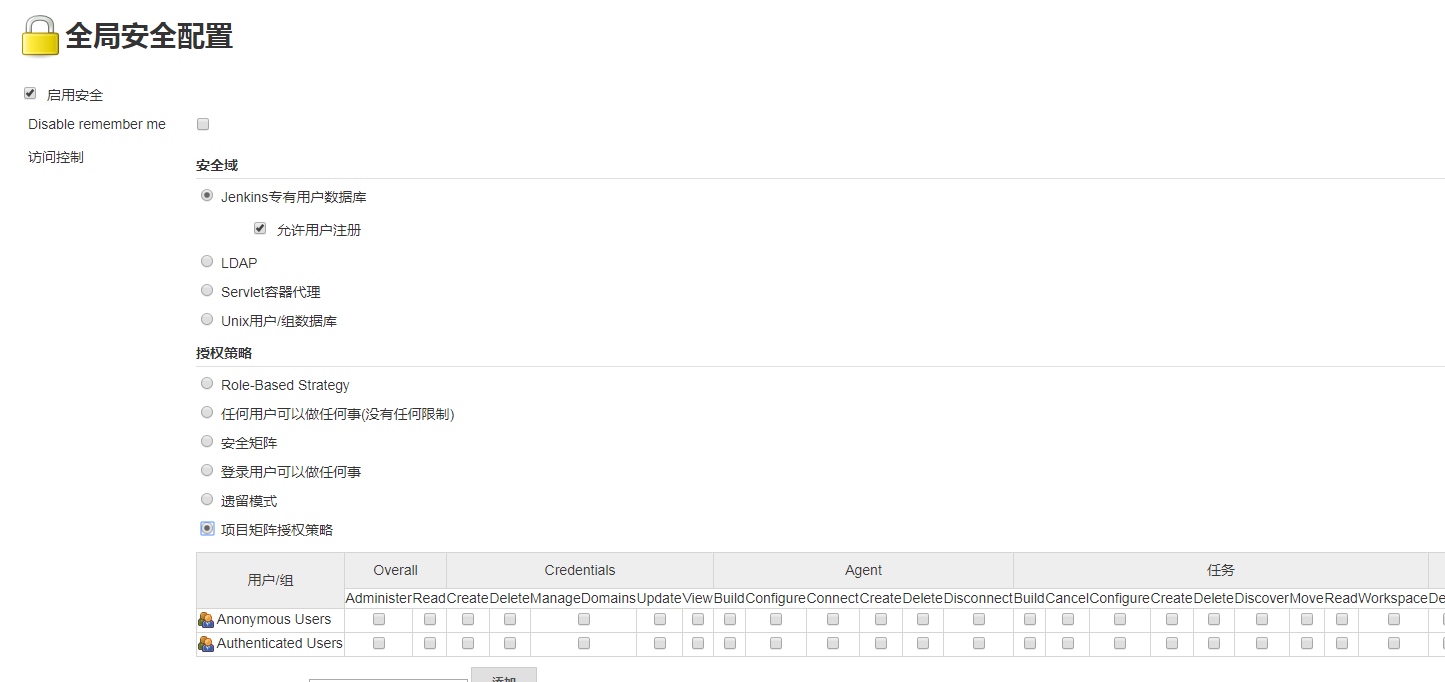 全局安全配置
启用安全
Disable remember me
访问控制
安全域
Jenkins专有用户数据库
允许用户注册
LDAP
Servlet容器代理
Unix用户/组数据库
授权策略
Role-Based Strategy
任何用户可以做任何事(没有任何限制)
安全矩阵
登录用户可以做任何事
遗留模式
项目矩阵授权策略
用户/组 Overall Credentials Agent 任务
Administer Read Create Delete ManageDomains Update View Build Configure Connect Create Delete Disconnect Build Cancel Configure Create Delete Discover Move Read Workspace De
Anonymous Users
Authenticated Users
添加